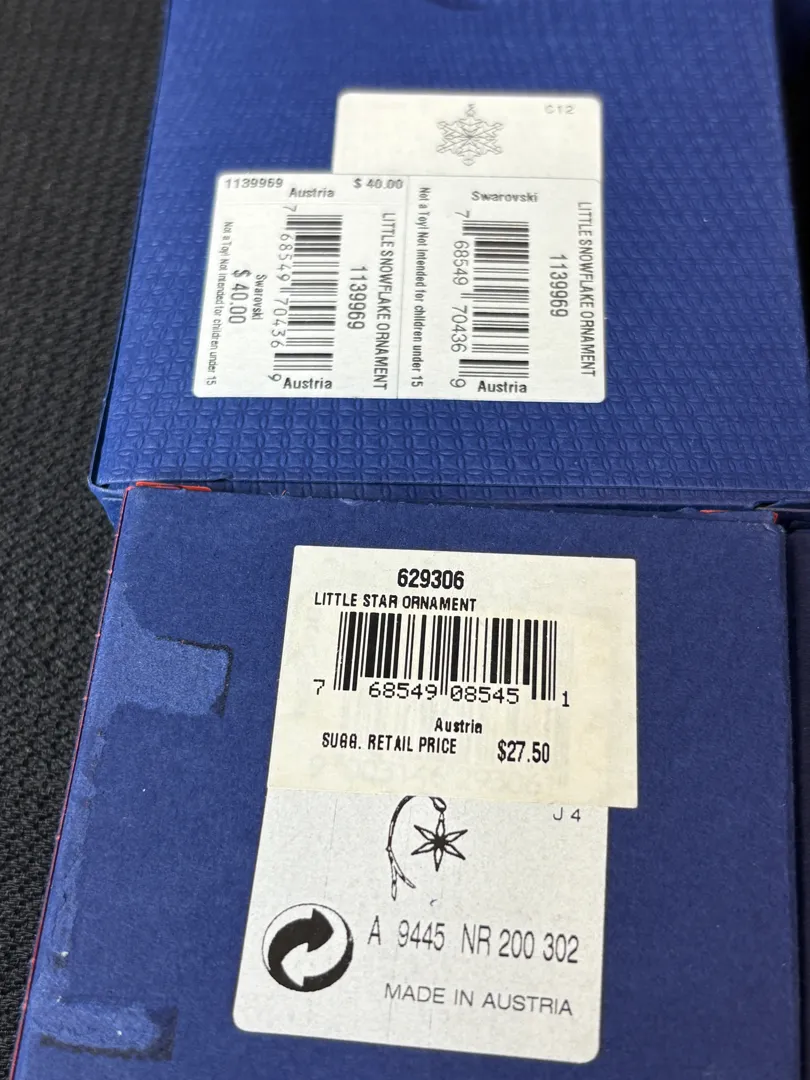 C12
1139969
Austria
$ 40.00
LITTLE SNOWFLAKE ORNAMENT
1139969
7 68549 70436 9
Austria
Swarovski
$ 40.00
Not a Toy! Not intended for children under 15
Swarovski
LITTLE SNOWFLAKE ORNAMENT
1139969
7 68549 70436 9
Austria
Not a Toy! Not intended for children under 15
629306
LITTLE STAR ORNAMENT
7 68549 08545 1
Austria
SUGG. RETAIL PRICE $27.50
J 4
A 9445 NR 200 302
MADE IN AUSTRIA